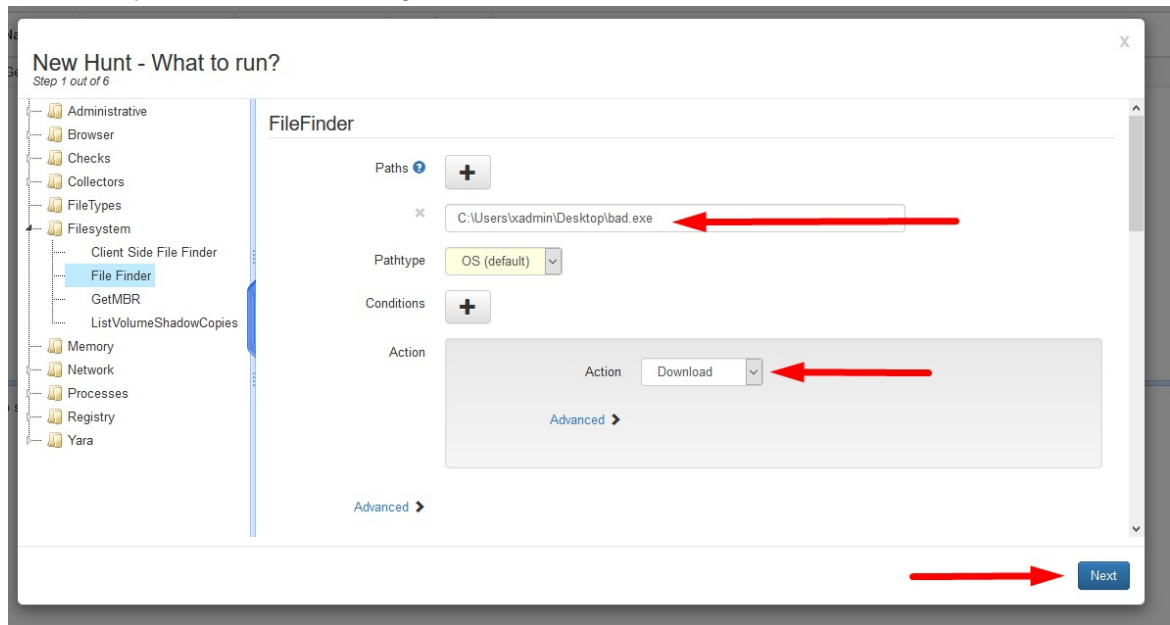 New Hunt - What to run?
x
Step 1 out of 6
Administrative
Browser
Checks
Collectors
FileTypes
Filesystem
Client Side File Finder
File Finder
GetMBR
ListVolumeShadowCopies
Memory
Network
Processes
Registry
Yara
FileFinder
Paths
C:\Users\xadmin\Desktop\bad.exe
Pathtype OS (default)
Conditions
Action
Action Download
Advanced
Advanced
Next